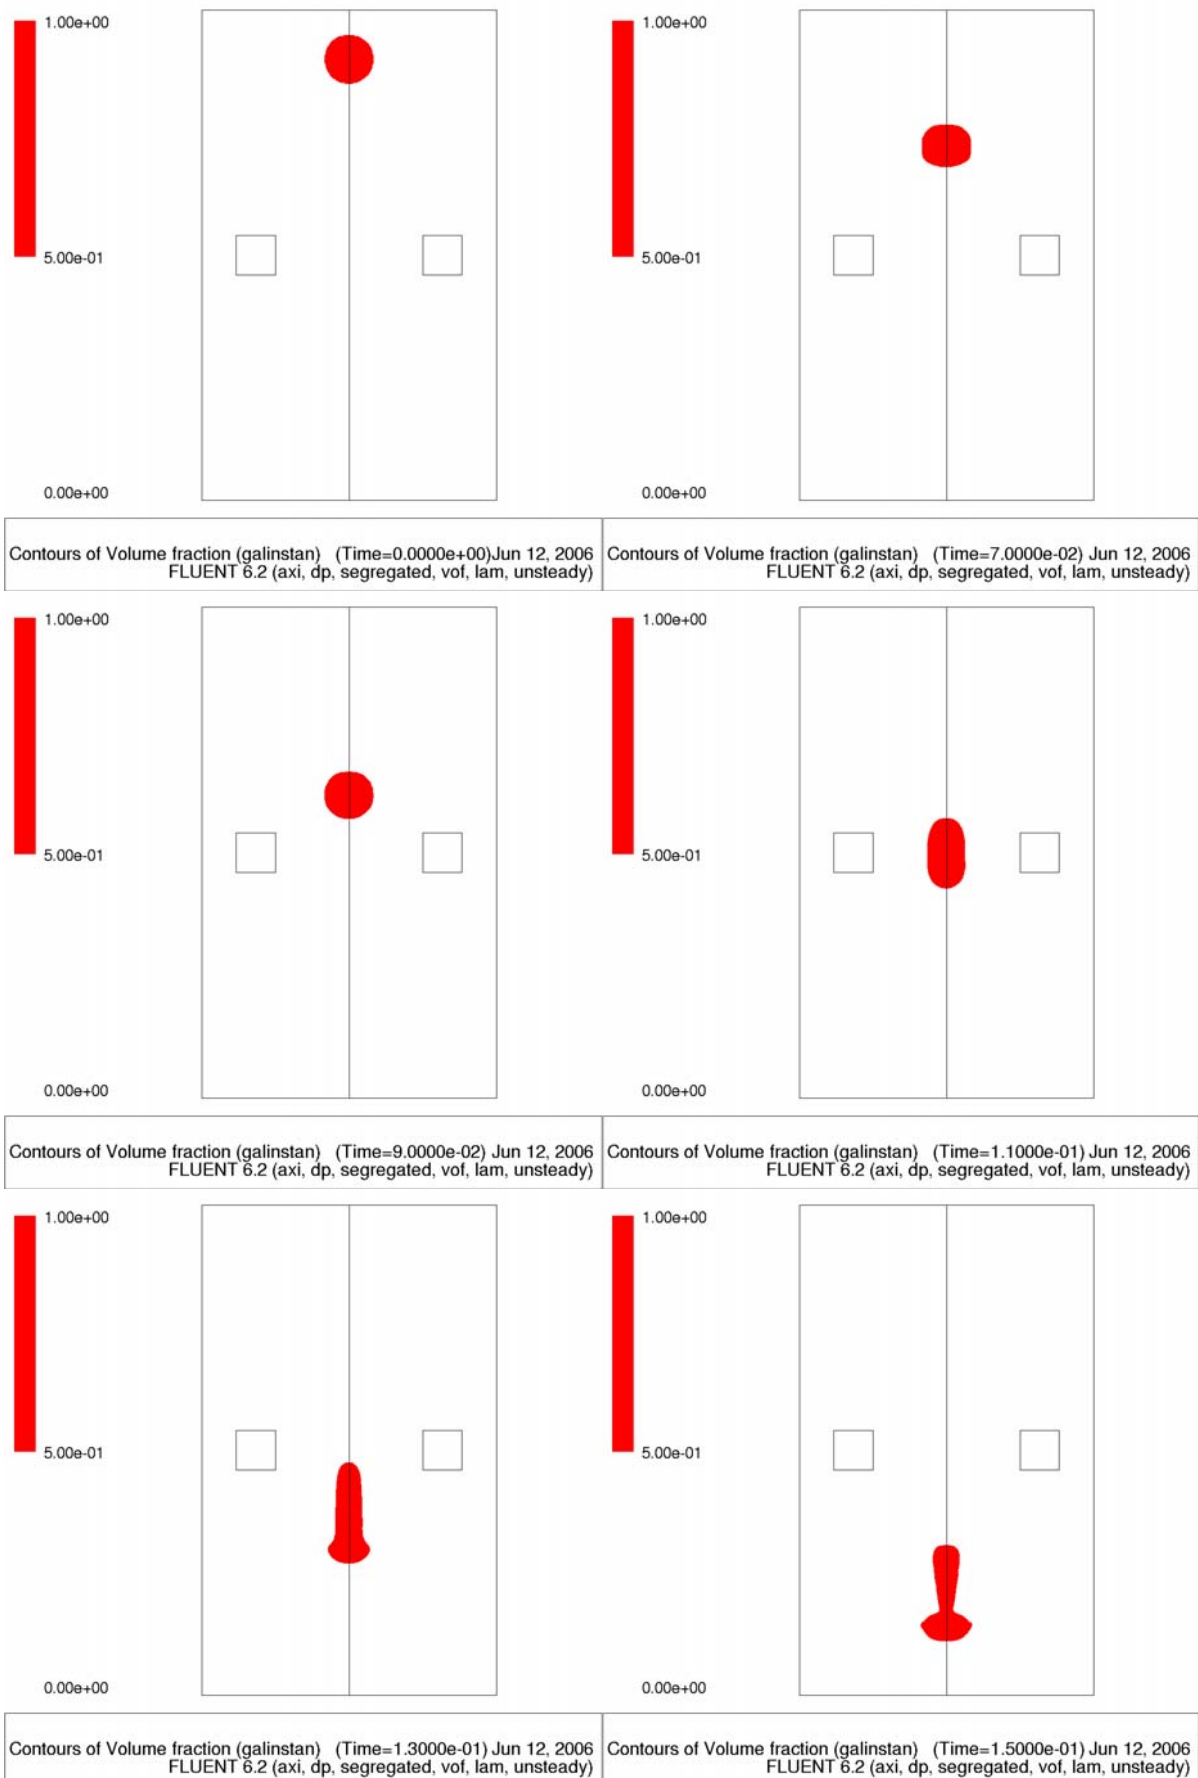 1.00e+00
5.00e-01
0.00e+00
Contours of Volume fraction (galinstan) (Time=0.0000e+00)Jun 12, 2006
FLUENT 6.2 (axi, dp, segregated, vof, lam, unsteady)
1.00e+00
5.00e-01
0.00e+00
Contours of Volume fraction (galinstan) (Time=7.0000e-02) Jun 12, 2006
FLUENT 6.2 (axi, dp, segregated, vof, lam, unsteady)
1.00e+00
5.00e-01
0.00e+00
Contours of Volume fraction (galinstan) (Time=9.0000e-02) Jun 12, 2006
FLUENT 6.2 (axi, dp, segregated, vof, lam, unsteady)
1.00e+00
5.00e-01
0.00e+00
Contours of Volume fraction (galinstan) (Time=1.1000e-01) Jun 12, 2006
FLUENT 6.2 (axi, dp, segregated, vof, lam, unsteady)
1.00e+00
5.00e-01
0.00e+00
Contours of Volume fraction (galinstan) (Time=1.3000e-01) Jun 12, 2006
FLUENT 6.2 (axi, dp, segregated, vof, lam, unsteady)
1.00e+00
5.00e-01
0.00e+00
Contours of Volume fraction (galinstan) (Time=1.5000e-01) Jun 12, 2006
FLUENT 6.2 (axi, dp, segregated, vof, lam, unsteady)